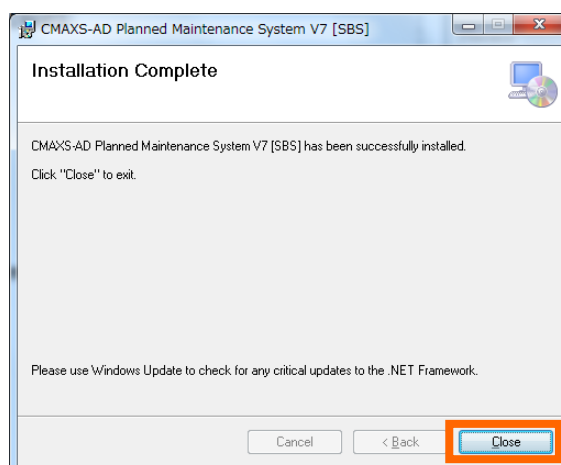 CMAXS-AD Planned Maintenance System V7 [SBS]
Installation Complete
CMAXS-AD Planned Maintenance System V7 [SBS] has been successfully installed.
Click "Close" to exit.
Please use Windows Update to check for any critical updates to the .NET Framework.
Cancel < Back Close